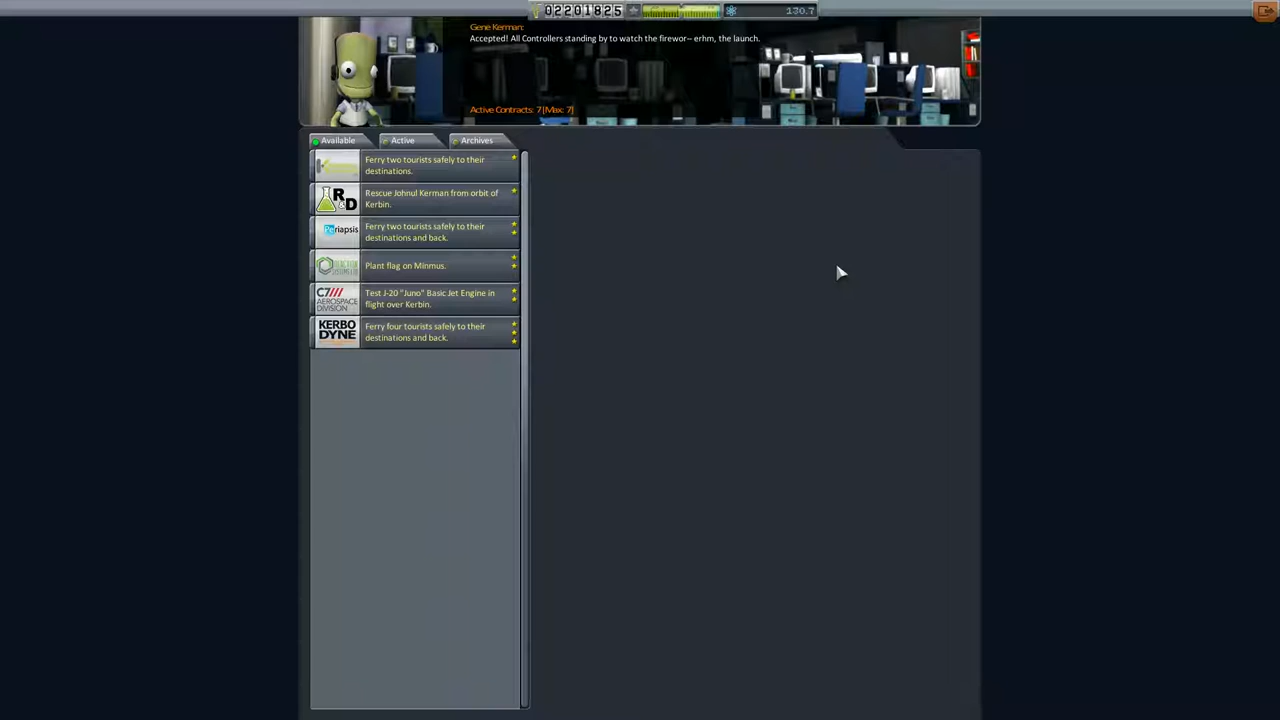 02201825
130.7
Gene Kerman:
Accepted! All Controllers standing by to watch the firewor-- erhm, the launch.
Active Contracts: 7 [Max: 7]
Available
Active
Archives
Ferry two tourists safely to their
destinations.
R&D
Rescue Johnul Kerman from orbit of
Kerbin.
Periapsis
Ferry two tourists safely to their
destinations and back.
Plant flag on Minmus.
C7///
AEROSPACE
DIVISION
Test J-20 "Juno" Basic Jet Engine in
flight over Kerbin.
KERBO
DYNE
Ferry four tourists safely to their
destinations and back.